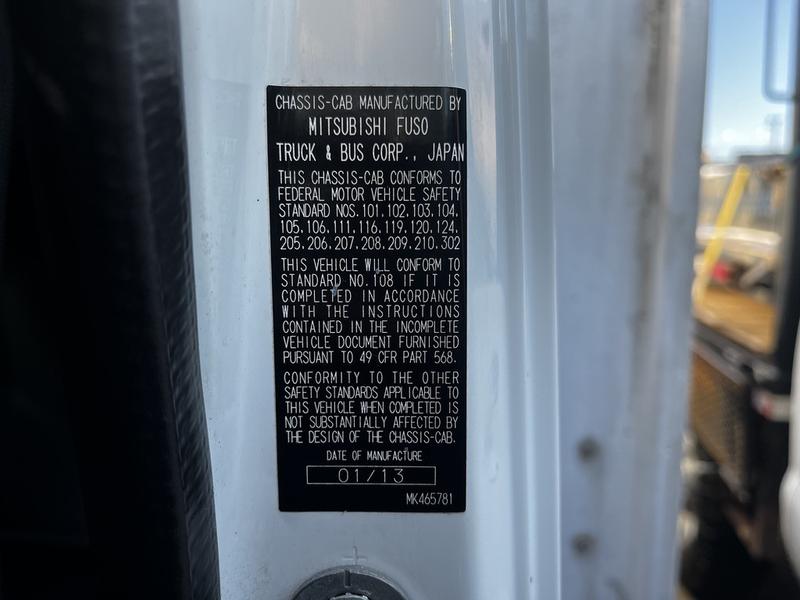 CHASSIS-CAB MANUFACTURED BY
MITSUBISHI FUSO
TRUCK & BUS CORP., JAPAN
THIS CHASSIS-CAB CONFORMS TO
FEDERAL MOTOR VEHICLE SAFETY
STANDARD NOS.101,102,103,104,
105,106,111,116,119,120,124,
205,206,207,208,209,210,302
THIS VEHICLE WILL CONFORM TO
STANDARD NO.108 IF IT IS
COMPLETED IN ACCORDANCE
WITH THE INSTRUCTIONS
CONTAINED IN THE INCOMPLETE
VEHICLE DOCUMENT FURNISHED
PURSUANT TO 49 CFR PART 568.
CONFORMITY TO THE OTHER
SAFETY STANDARDS APPLICABLE TO
THIS VEHICLE WHEN COMPLETED IS
NOT SUBSTANTIALLY AFFECTED BY
THE DESIGN OF THE CHASSIS-CAB.
DATE OF MANUFACTURE
01/13
MK465781